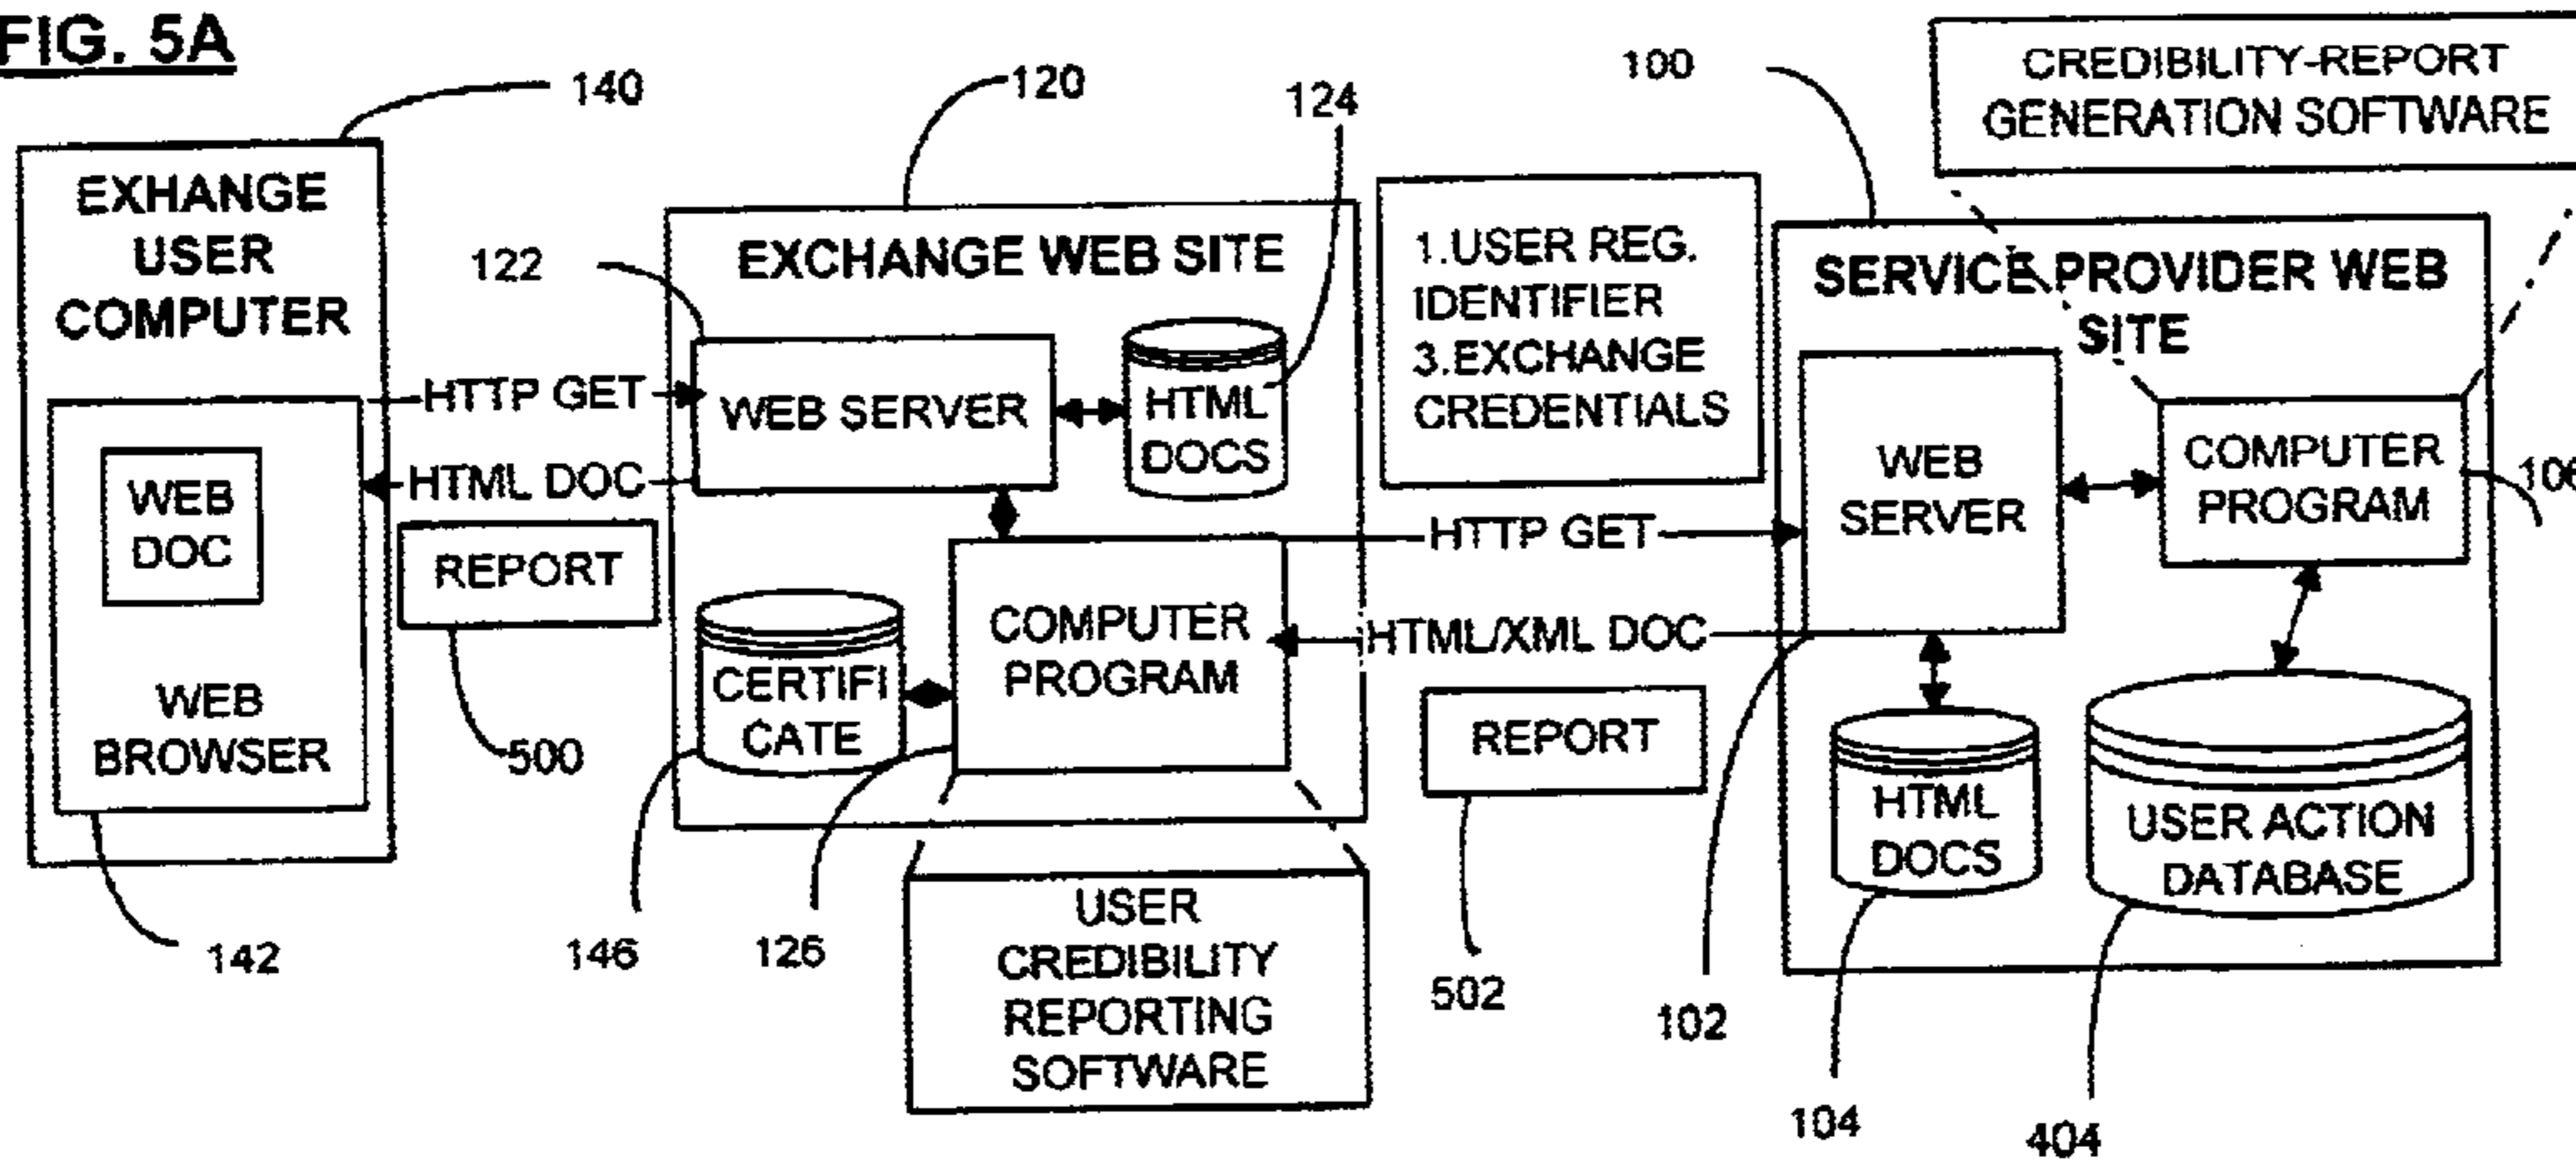 FIG. 5A
140
120
124
100
CREDIBILITY-REPORT
GENERATION SOFTWARE
EXHANGE
USER
COMPUTER
122
EXCHANGE WEB SITE
1.USER REG.
IDENTIFIER
3.EXCHANGE
CREDENTIALS
SERVICE PROVIDER WEB
SITE
HTTP GET
WEB SERVER
HTML
DOCS
HTML DOC
WEB
DOC
REPORT
WEB
BROWSER
500
142
HTTP GET
HTML/XML DOC
COMPUTER
PROGRAM
CERTIFI
CATE
146
126
USER
CREDIBILITY
REPORTING
SOFTWARE
REPORT
502
WEB
SERVER
COMPUTER
PROGRAM
106
HTML
DOCS
USER ACTION
DATABASE
102
104
404